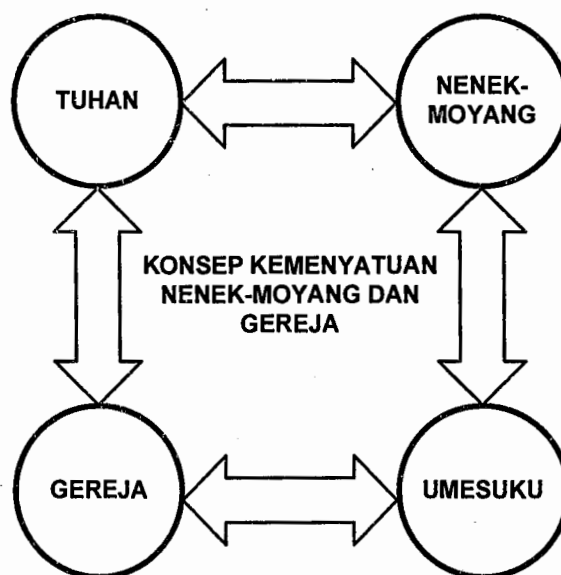 TUHAN
NENEK-
MOYANG
KONSEP KEMENYATUAN
NENEK-MOYANG DAN
GEREJA
GEREJA
UMESUKU